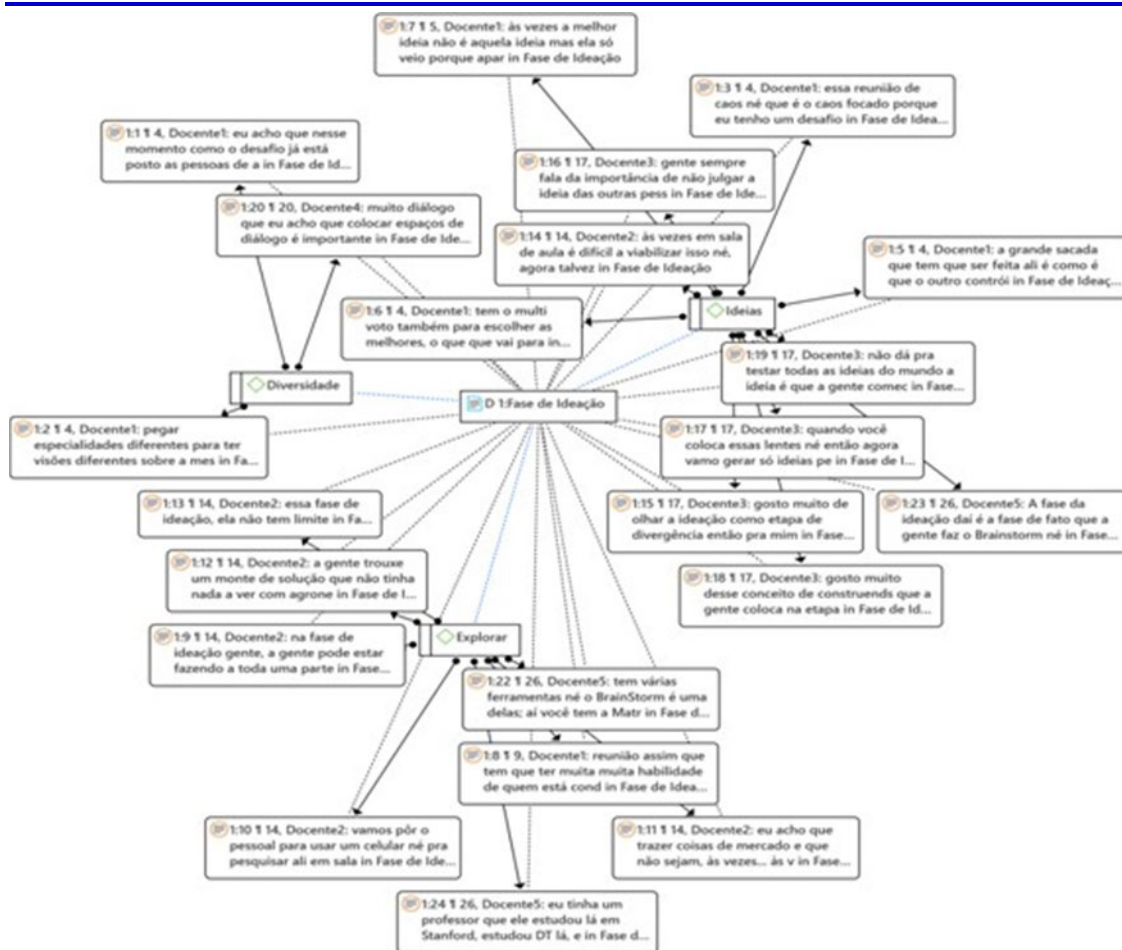 1:7 ¶ 5, Docente1: às vezes a melhor
ideia não é aquela ideia mas ela só
veio porque apar in Fase de Ideação
1:3 ¶ 4, Docente1: essa reunião de
caos né que é o caos focado porque
eu tenho um desafio in Fase de Idea...
1:1 ¶ 4, Docente1: eu acho que nesse
momento como o desafio já está
posto as pessoas de a in Fase de Id...
1:16 ¶ 17, Docente3: gente sempre
fala da importância de não julgar a
ideia das outras pess in Fase de Ide...
1:20 ¶ 20, Docente4: muito diálogo
que eu acho que colocar espaços de
diálogo é importante in Fase de Ide...
1:14 ¶ 14, Docente2: às vezes em sala
de aula é difícil a viabilizar isso né,
agora talvez in Fase de Ideação
1:5 ¶ 4, Docente1: a grande sacada
que tem que ser feita ali é como é
que o outro contrói in Fase de Ideaç...
1:6 ¶ 4, Docente1: tem o multi
voto também para escolher as
melhores, o que que vai para in...
Ideias
1:19 ¶ 17, Docente3: não dá pra
testar todas as ideias do mundo a
ideia é que a gente comec in Fase...
Diversidade
D 1:Fase de Ideação
1:2 ¶ 4, Docente1: pegar
especialidades diferentes para ter
visões diferentes sobre a mes in Fa...
1:17 ¶ 17, Docente3: quando você
coloca essas lentes né então agora
vamo gerar só ideias pe in Fase de I...
1:13 ¶ 14, Docente2: essa fase de
ideação, ela não tem limite in Fa...
1:15 ¶ 17, Docente3: gosto muito de
olhar a ideação como etapa de
divergência então pra mim in Fase...
1:23 ¶ 26, Docente5: A fase da
ideação daí é a fase de fato que a
gente faz o Brainstorm né in Fase...
1:12 ¶ 14, Docente2: a gente trouxe
um monte de solução que não tinha
nada a ver com agrone in Fase de I...
1:18 ¶ 17, Docente3: gosto muito
desse conceito de construends que a
gente coloca na etapa in Fase de Id...
1:9 ¶ 14, Docente2: na fase de
ideação gente, a gente pode estar
fazendo a toda uma parte in Fase...
Explorar
1:22 ¶ 26, Docente5: tem várias
ferramentas né o BrainStorm é uma
delas; aí você tem a Matr in Fase d...
1:8 ¶ 9, Docente1: reunião assim que
tem que ter muita muita habilidade
de quem está cond in Fase de Idea...
1:10 ¶ 14, Docente2: vamos pôr o
pessoal para usar um celular né pra
pesquisar ali em sala in Fase de Ide...
1:11 ¶ 14, Docente2: eu acho que
trazer coisas de mercado e que
não sejam, às vezes... às v in Fase...
1:24 ¶ 26, Docente5: eu tinha um
professor que ele estudou lá em
Stanford, estudou DT lá, e in Fase d...